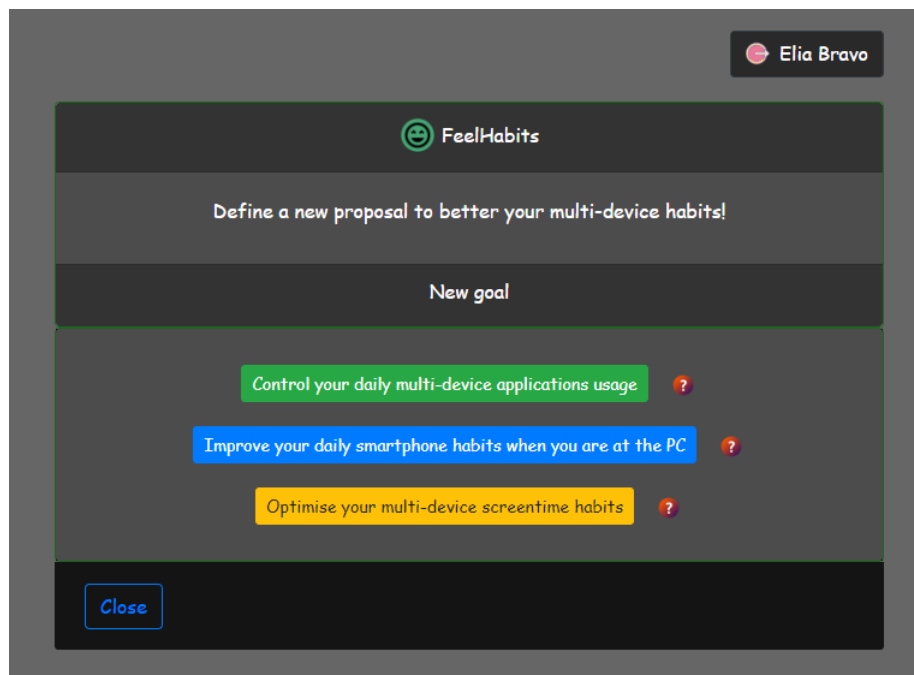 Elia Bravo
FeelHabits
Define a new proposal to better your multi-device habits!
New goal
Control your daily multi-device applications usage ?
Improve your daily smartphone habits when you are at the PC ?
Optimise your multi-device screentime habits ?
Close